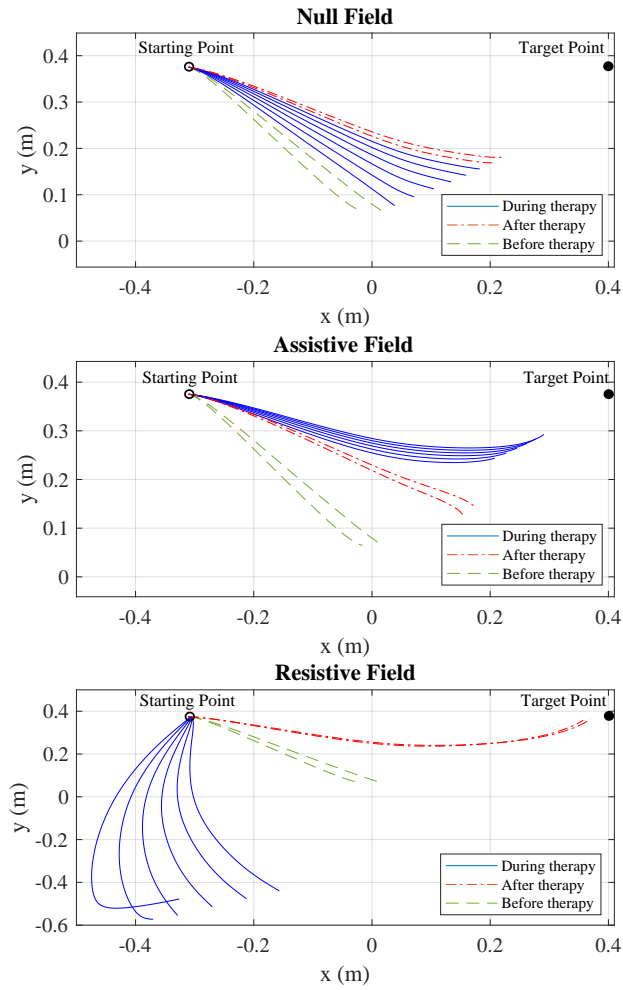 Null Field
Starting Point
Target Point
0.4
0.3
0.2
0.1
0
y (m)
During therapy
After therapy
Before therapy
-0.4
-0.2
0
0.2
0.4
x (m)
Assistive Field
Starting Point
Target Point
0.4
0.3
0.2
0.1
0
y (m)
During therapy
After therapy
Before therapy
-0.4
-0.2
0
0.2
0.4
x (m)
Resistive Field
Starting Point
Target Point
0.4
0.2
0
-0.2
-0.4
-0.6
y (m)
During therapy
After therapy
Before therapy
-0.4
-0.2
0
0.2
0.4
x (m)